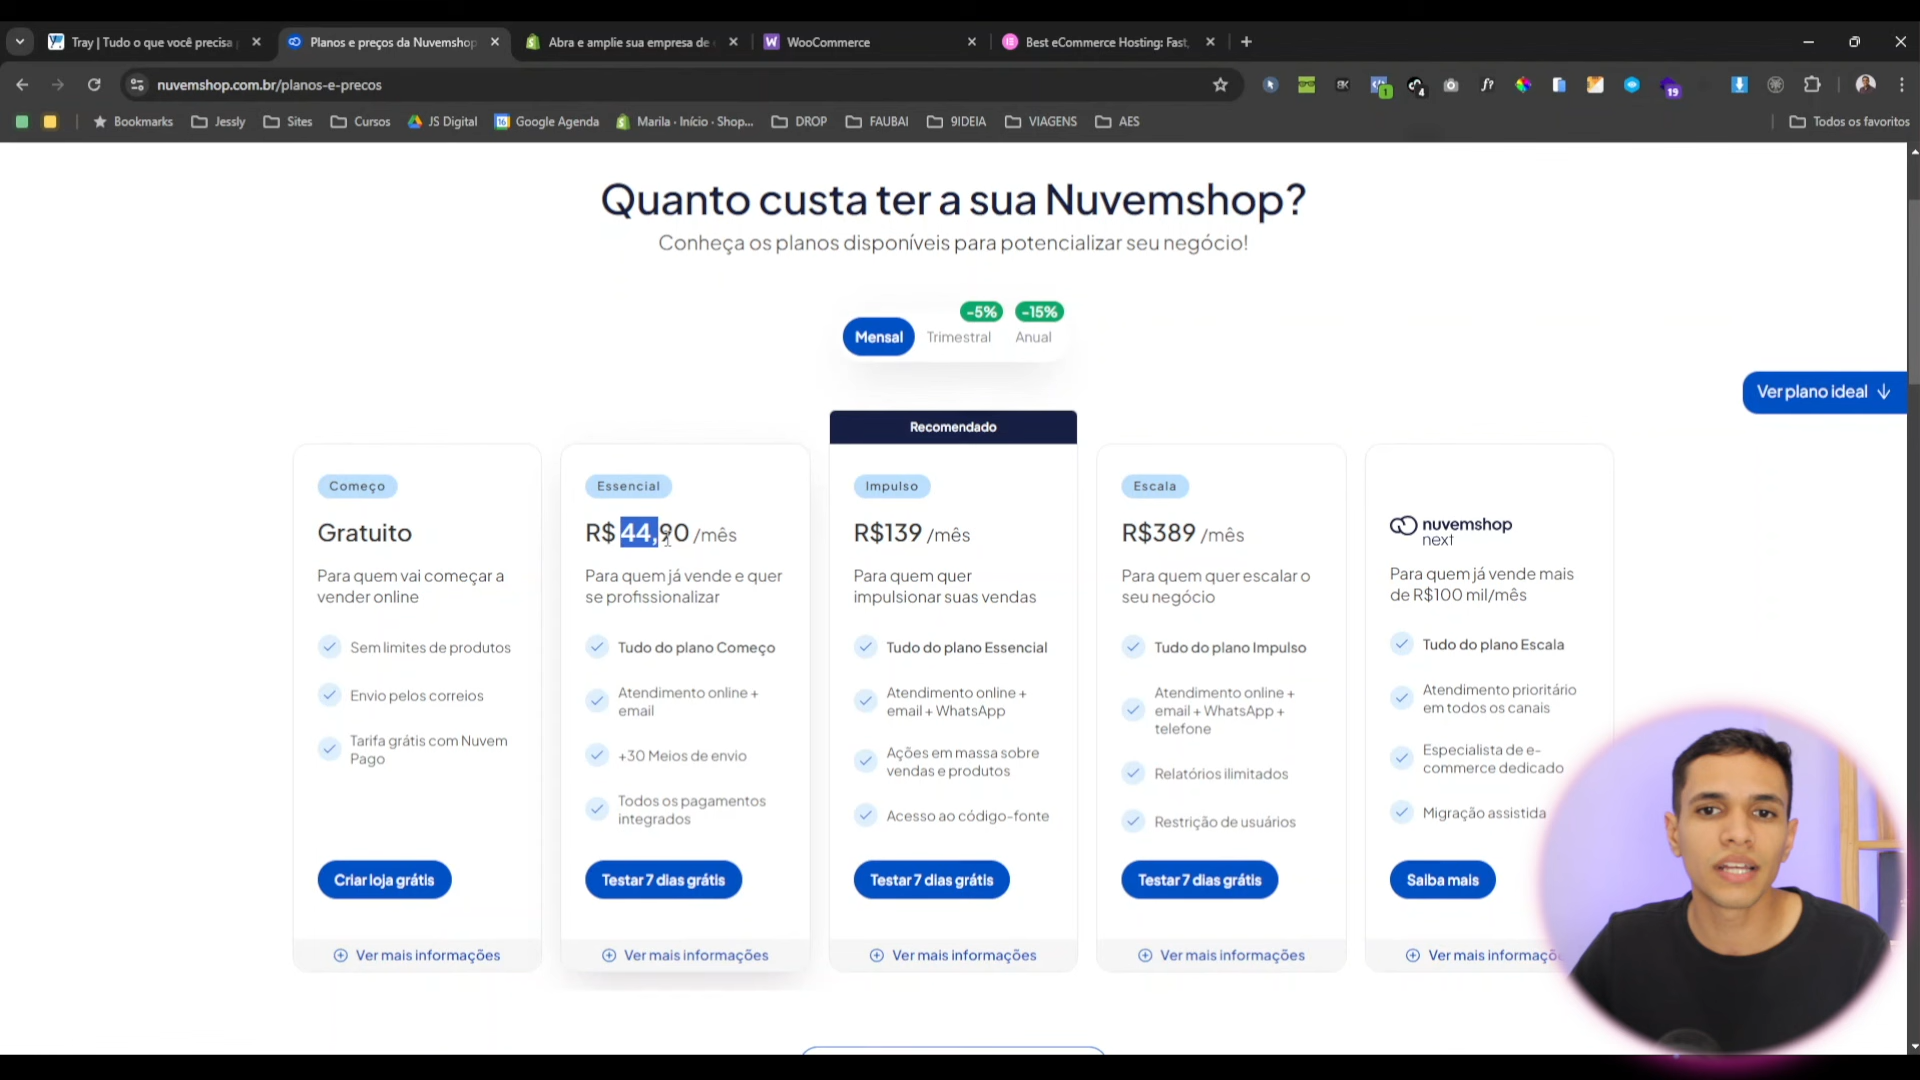 Tray | Tudo o que você precisa
Planos e preços da Nuvemshop
Abra e amplie sua empresa de
WooCommerce
Best eCommerce Hosting: Fast,
nuvemshop.com.br/planos-e-precos
Bookmarks
Jessly
Sites
Cursos
JS Digital
Google Agenda
Marila · Início · Shop...
DROP
FAUBAI
9IDEIA
VIAGENS
AES
Todos os favoritos
Quanto custa ter a sua Nuvemshop?
Conheça os planos disponíveis para potencializar seu negócio!
-5%
-15%
Mensal
Trimestral
Anual
Ver plano ideal
Recomendado
Começo
Gratuito
Para quem vai começar a
vender online
Sem limites de produtos
Envio pelos correios
Tarifa grátis com Nuvem
Pago
Criar loja grátis
Ver mais informações
Essencial
R$ 44,90 /mês
Para quem já vende e quer
se profissionalizar
Tudo do plano Começo
Atendimento online +
email
+30 Meios de envio
Todos os pagamentos
integrados
Testar 7 dias grátis
Ver mais informações
Impulso
R$139 /mês
Para quem quer
impulsionar suas vendas
Tudo do plano Essencial
Atendimento online +
email + WhatsApp
Ações em massa sobre
vendas e produtos
Acesso ao código-fonte
Testar 7 dias grátis
Ver mais informações
Escala
R$389 /mês
Para quem quer escalar o
seu negócio
Tudo do plano Impulso
Atendimento online +
email + WhatsApp +
telefone
Relatórios ilimitados
Restrição de usuários
Testar 7 dias grátis
Ver mais informações
nuvemshop
next
Para quem já vende mais
de R$100 mil/mês
Tudo do plano Escala
Atendimento prioritário
em todos os canais
Especialista de e-
commerce dedicado
Migração assistida
Saiba mais
Ver mais informaçõ